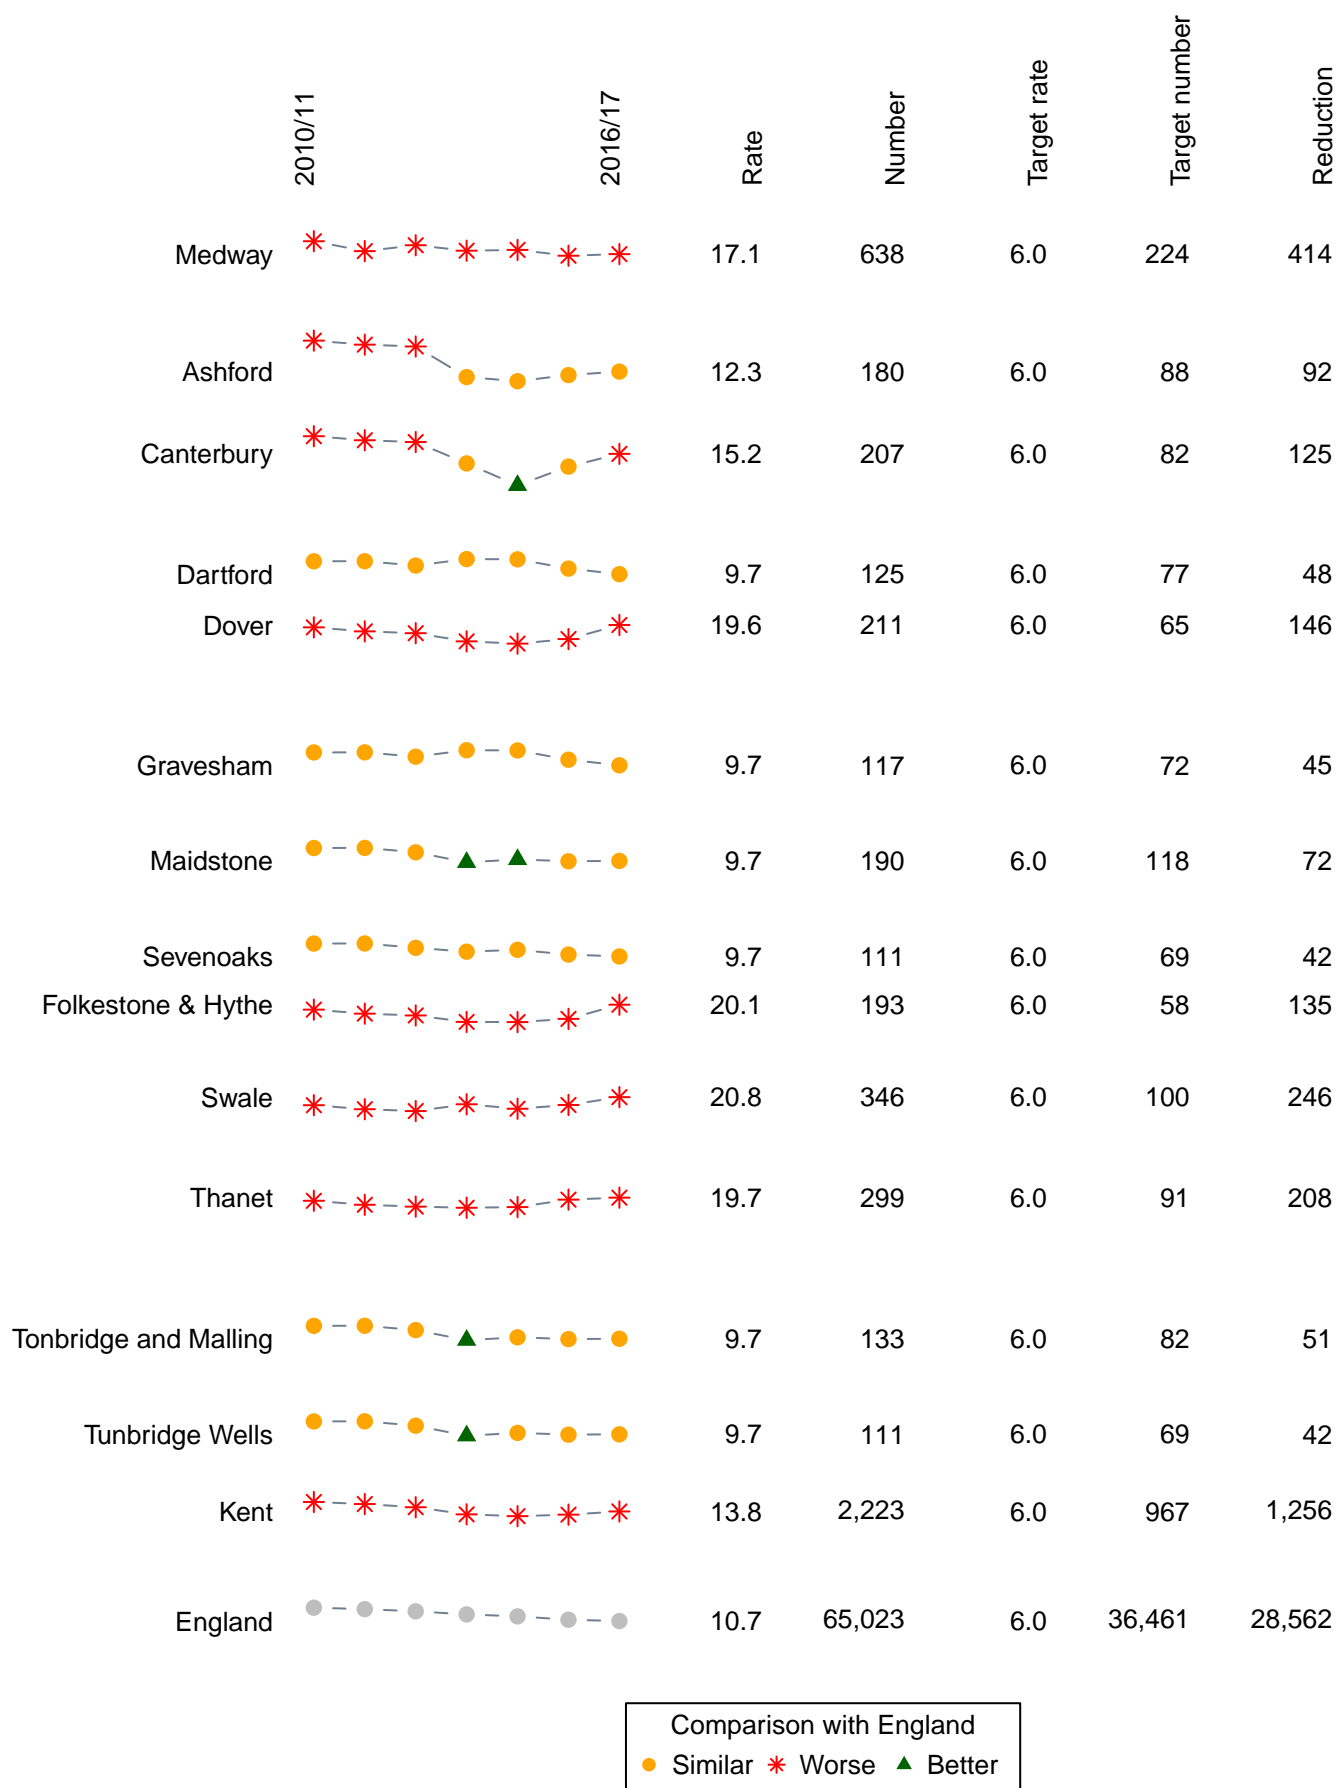 2010/11 2016/17 Rate Number Target rate Target number Reduction
Medway 17.1 638 6.0 224 414
Ashford 12.3 180 6.0 88 92
Canterbury 15.2 207 6.0 82 125
Dartford 9.7 125 6.0 77 48
Dover 19.6 211 6.0 65 146
Gravesham 9.7 117 6.0 72 45
Maidstone 9.7 190 6.0 118 72
Sevenoaks 9.7 111 6.0 69 42
Folkestone & Hythe 20.1 193 6.0 58 135
Swale 20.8 346 6.0 100 246
Thanet 19.7 299 6.0 91 208
Tonbridge and Malling 9.7 133 6.0 82 51
Tunbridge Wells 9.7 111 6.0 69 42
Kent 13.8 2,223 6.0 967 1,256
England 10.7 65,023 6.0 36,461 28,562
Comparison with England
Similar Worse Better